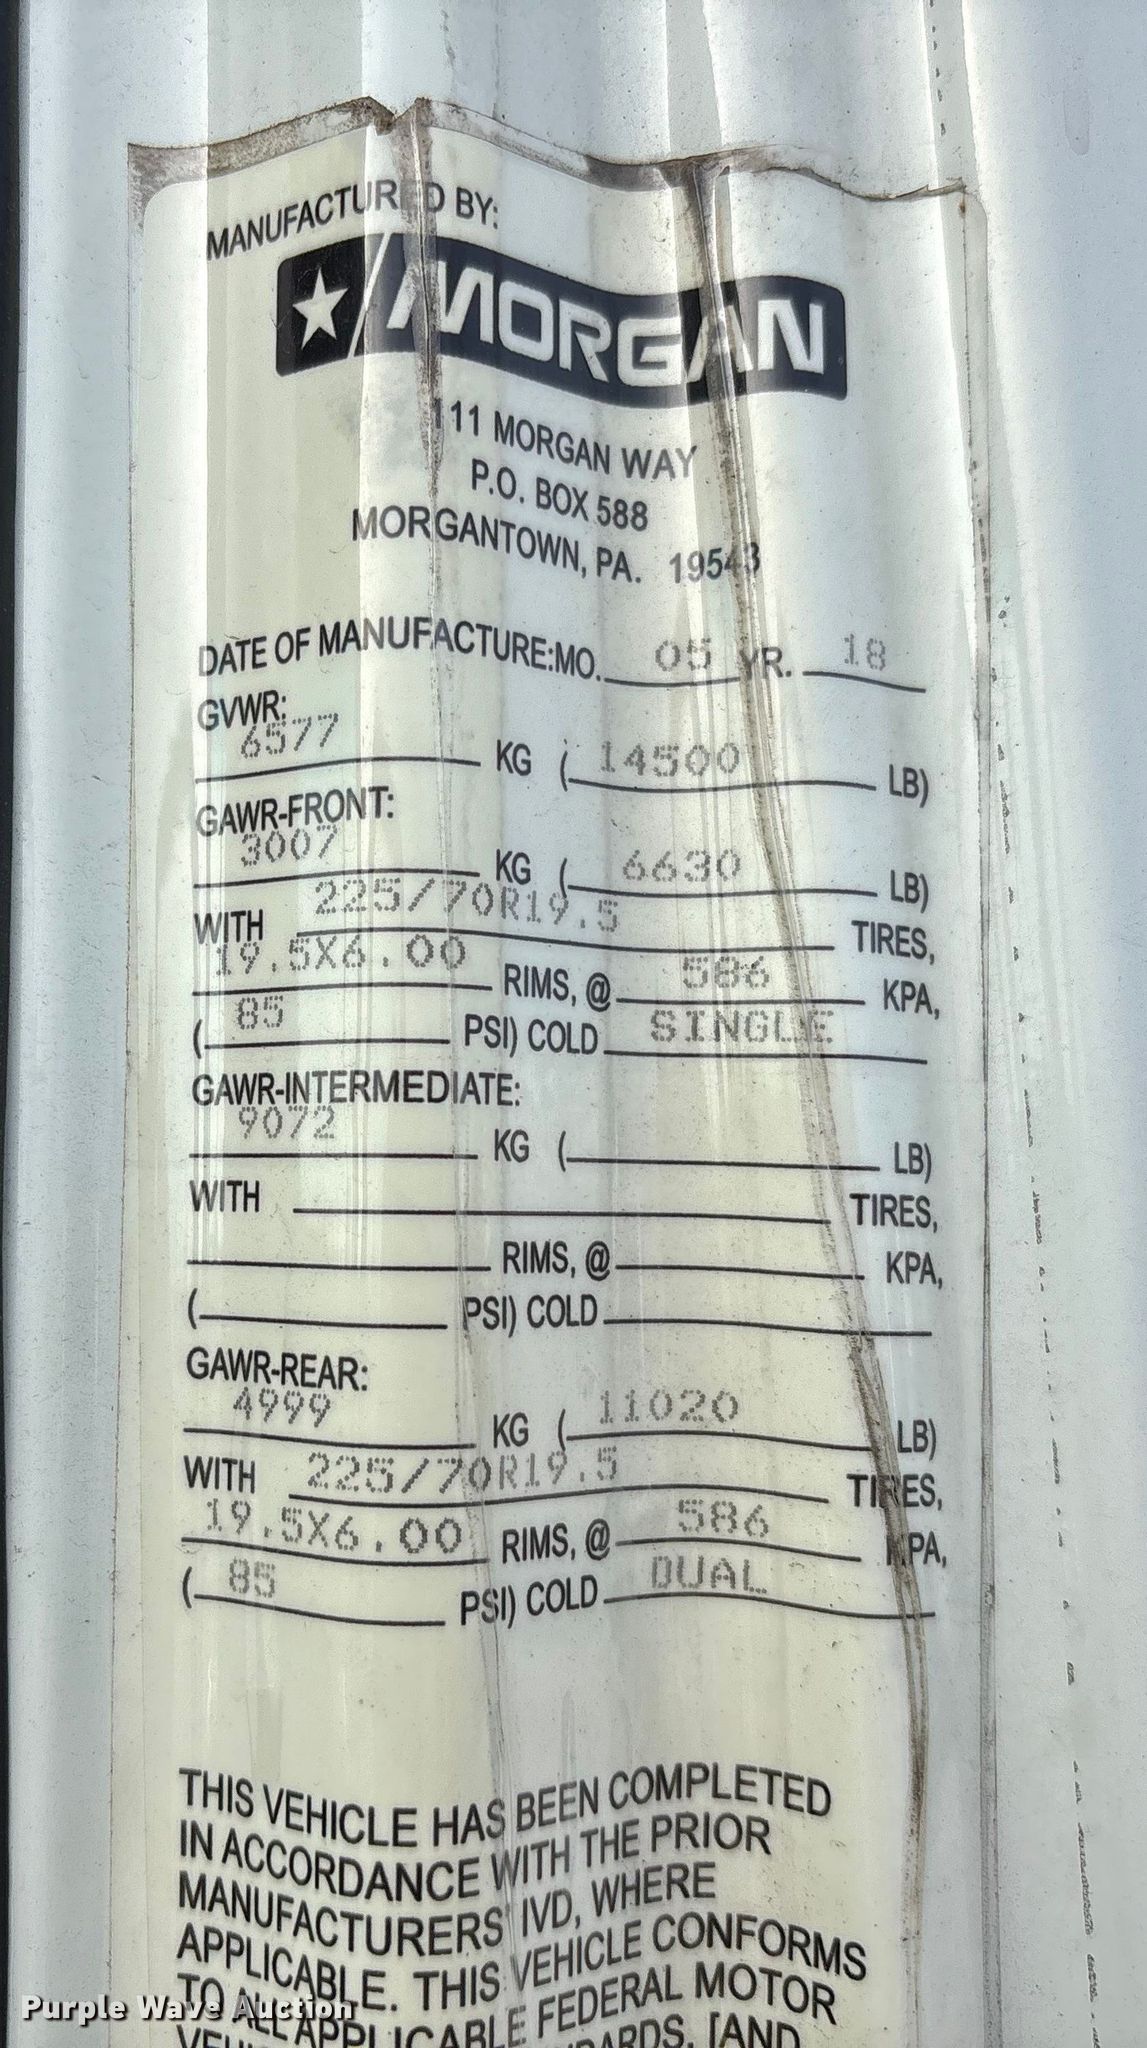 MANUFACTURED BY:
MORGAN
111 MORGAN WAY
P.O. BOX 588
MORGANTOWN, PA. 19543
DATE OF MANUFACTURE:MO. 05 YR. 18
GVWR:
6577 KG (14500 LB)
GAWR-FRONT:
3007 KG (6630 LB)
WITH 225/70R19.5 TIRES,
19.5X6.00 RIMS, @ 586 KPA,
(85 PSI) COLD SINGLE
GAWR-INTERMEDIATE:
9072 KG ( LB)
WITH TIRES,
RIMS, @ KPA,
( PSI) COLD
GAWR-REAR:
4999 KG (11020 LB)
WITH 225/70R19.5 TIRES,
19.5X6.00 RIMS, @ 586 KPA,
(85 PSI) COLD DUAL
THIS VEHICLE HAS BEEN COMPLETED
IN ACCORDANCE WITH THE PRIOR
MANUFACTURERS' IVD, WHERE
APPLICABLE. THIS VEHICLE CONFORMS
TO ALL APPLICABLE FEDERAL MOTOR
[AND
Purple Wave Auction